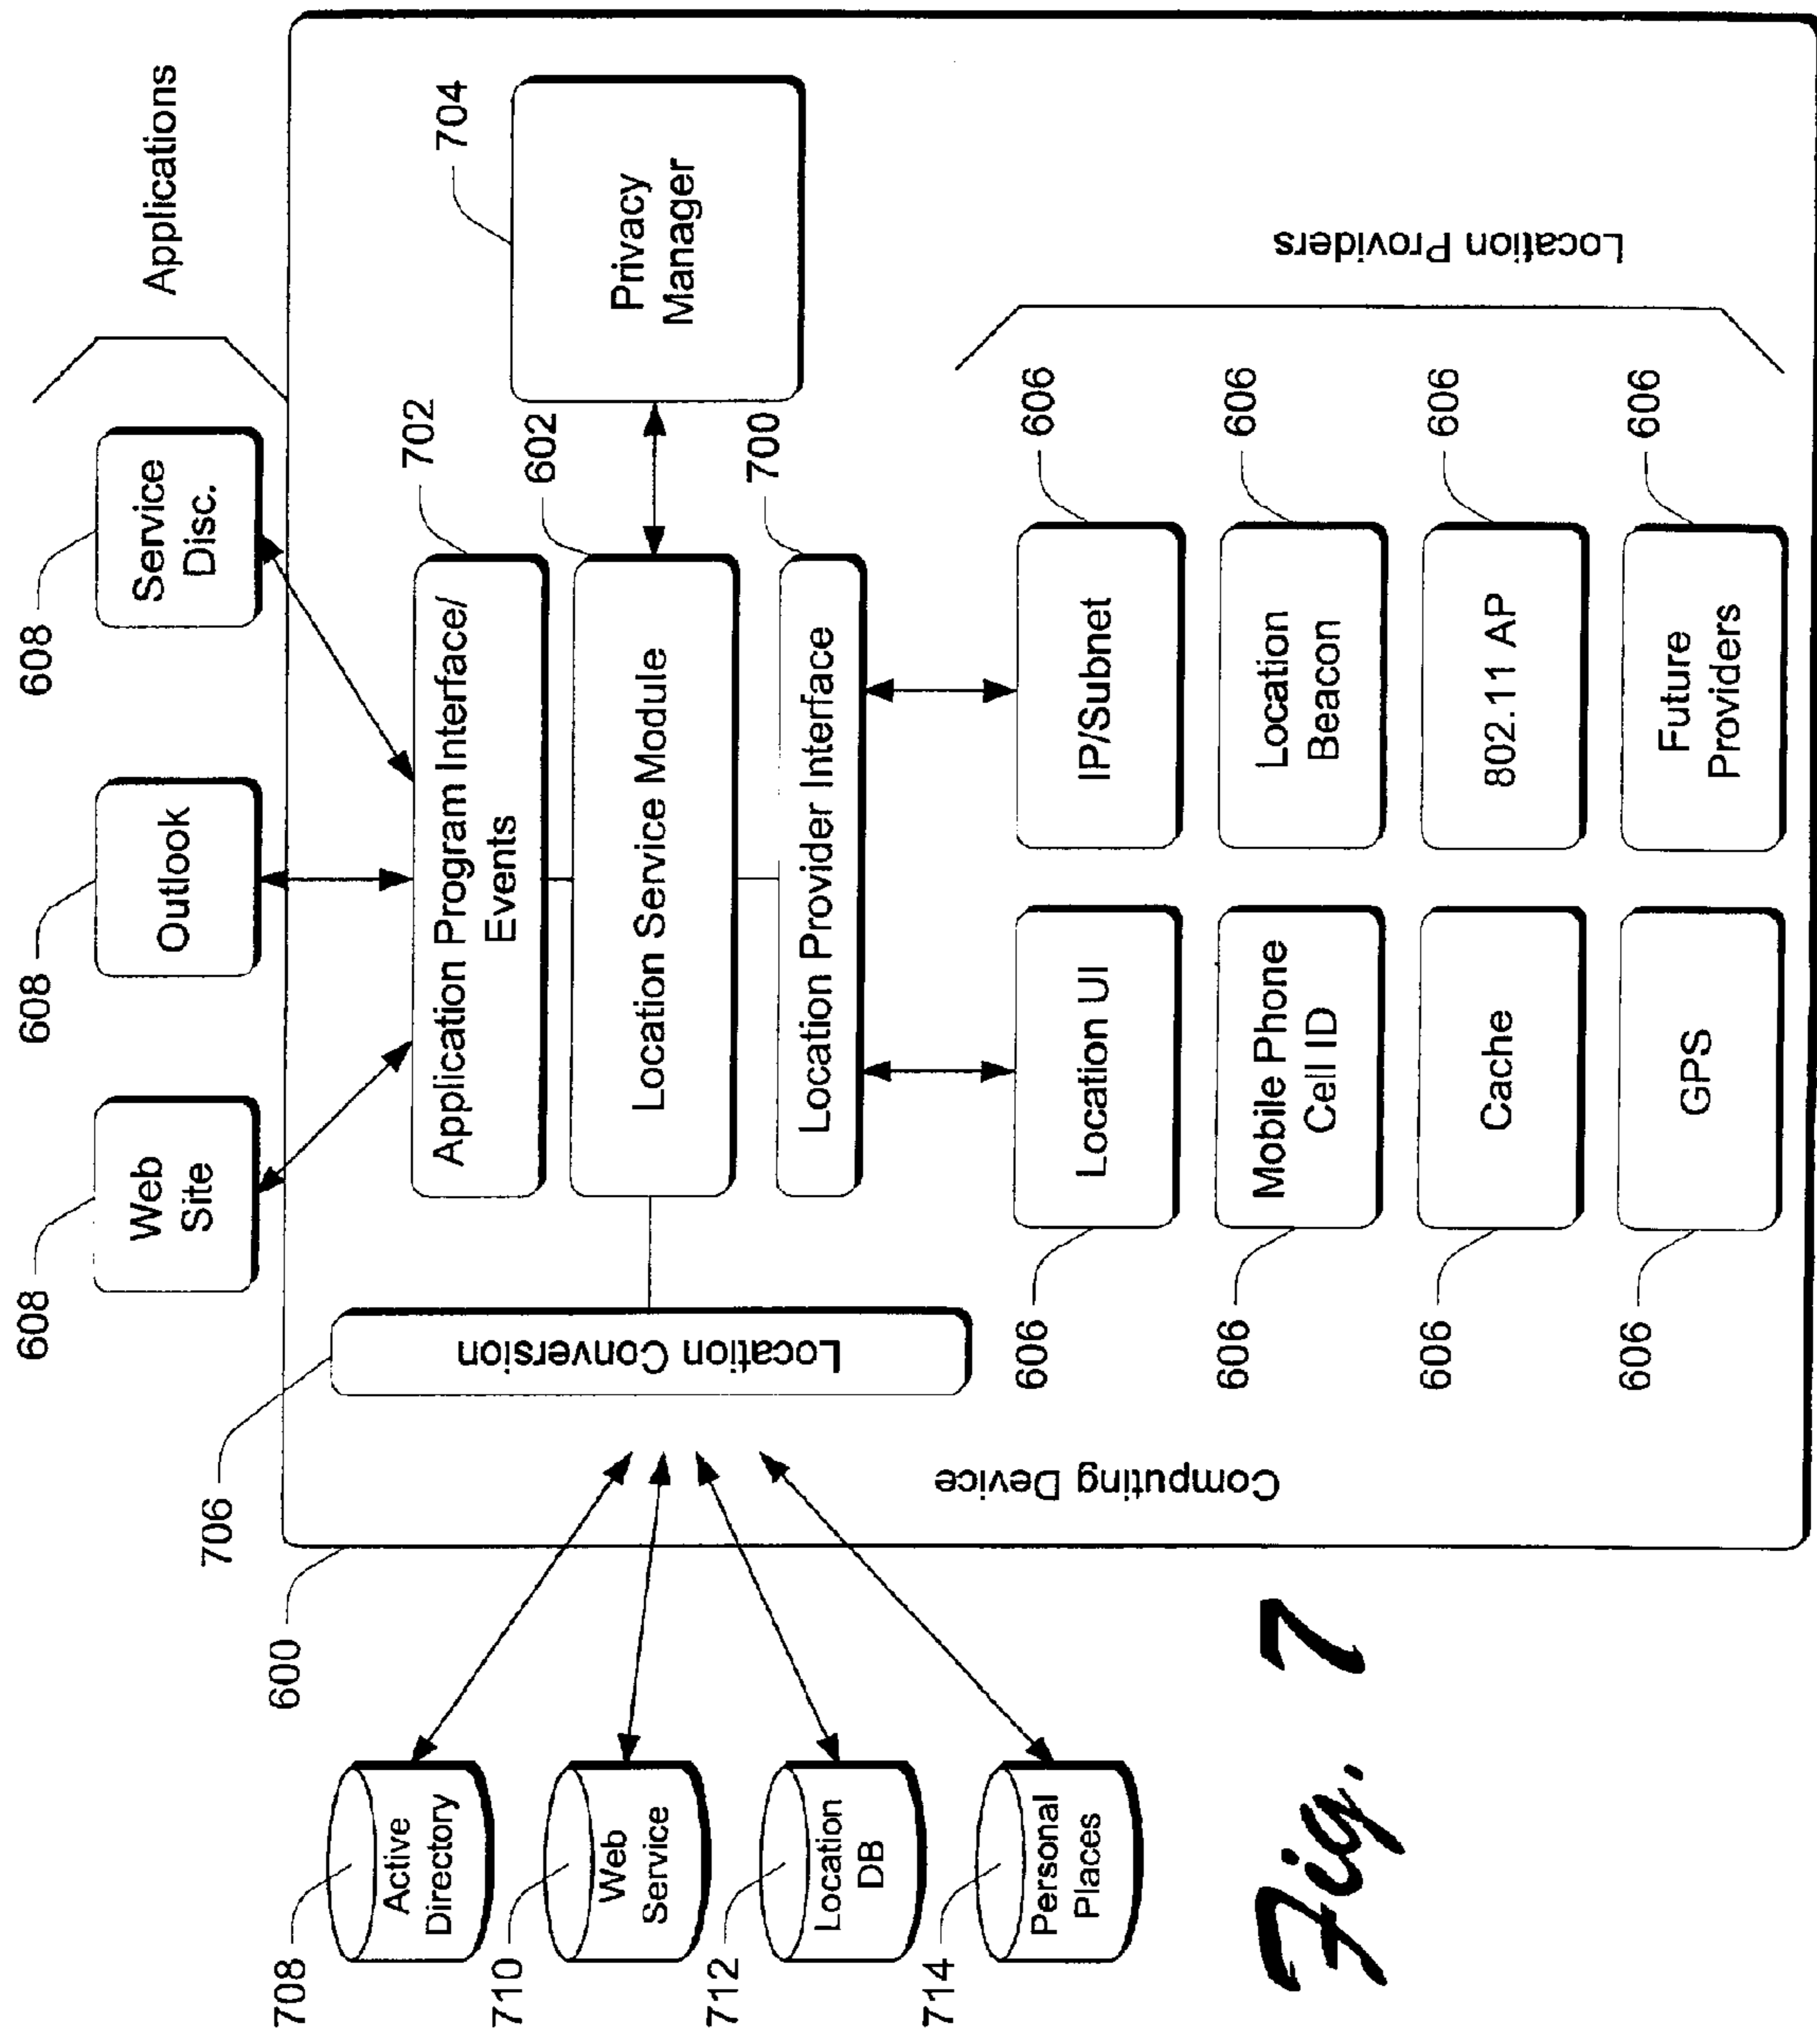 608
608
608
Applications
Web
Site
Outlook
Service
Disc.
706
600
702
602
704
700
Application Program Interface/
Events
Location Service Module
Location Provider Interface
Privacy
Manager
Location Conversion
Computing Device
708
Active
Directory
710
Web
Service
712
Location
DB
714
Personal
Places
Location UI
606
IP/Subnet
606
Mobile Phone
Cell ID
606
Location
Beacon
606
Cache
606
802.11 AP
606
GPS
606
Future
Providers
606
Location Providers
Fig. 7